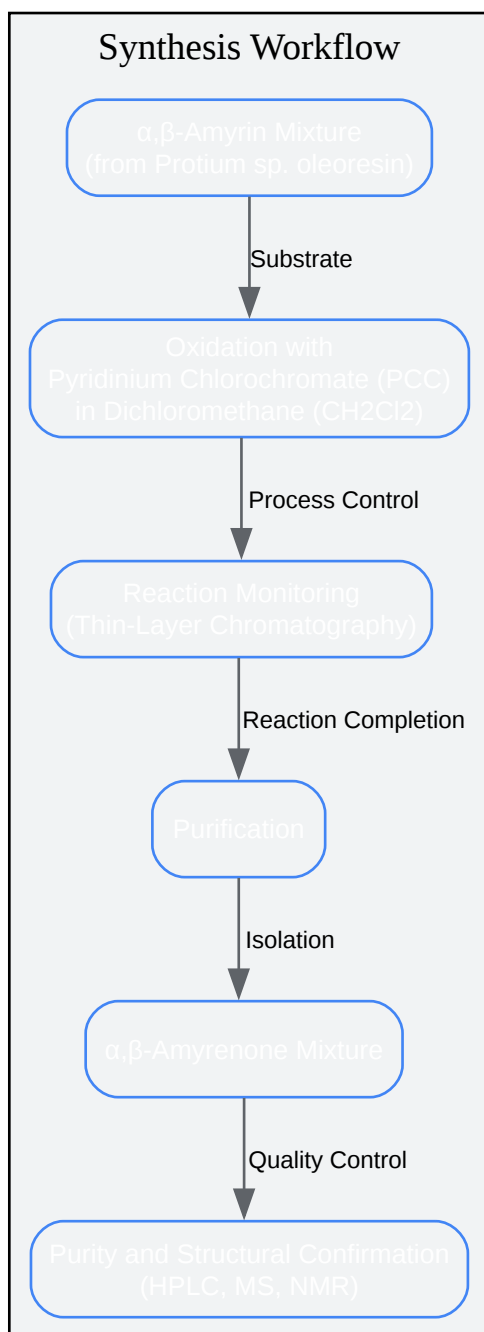 Synthesis Workflow
α,β-Amyrin Mixture
(from Protium sp. oleoresin)
Substrate
Oxidation with
Pyridinium Chlorochromate (PCC)
in Dichloromethane (CH2Cl2)
Process Control
Reaction Monitoring
(Thin-Layer Chromatography)
Reaction Completion
Purification
Isolation
α,β-Amyrenone Mixture
Quality Control
Purity and Structural Confirmation
(HPLC, MS, NMR)